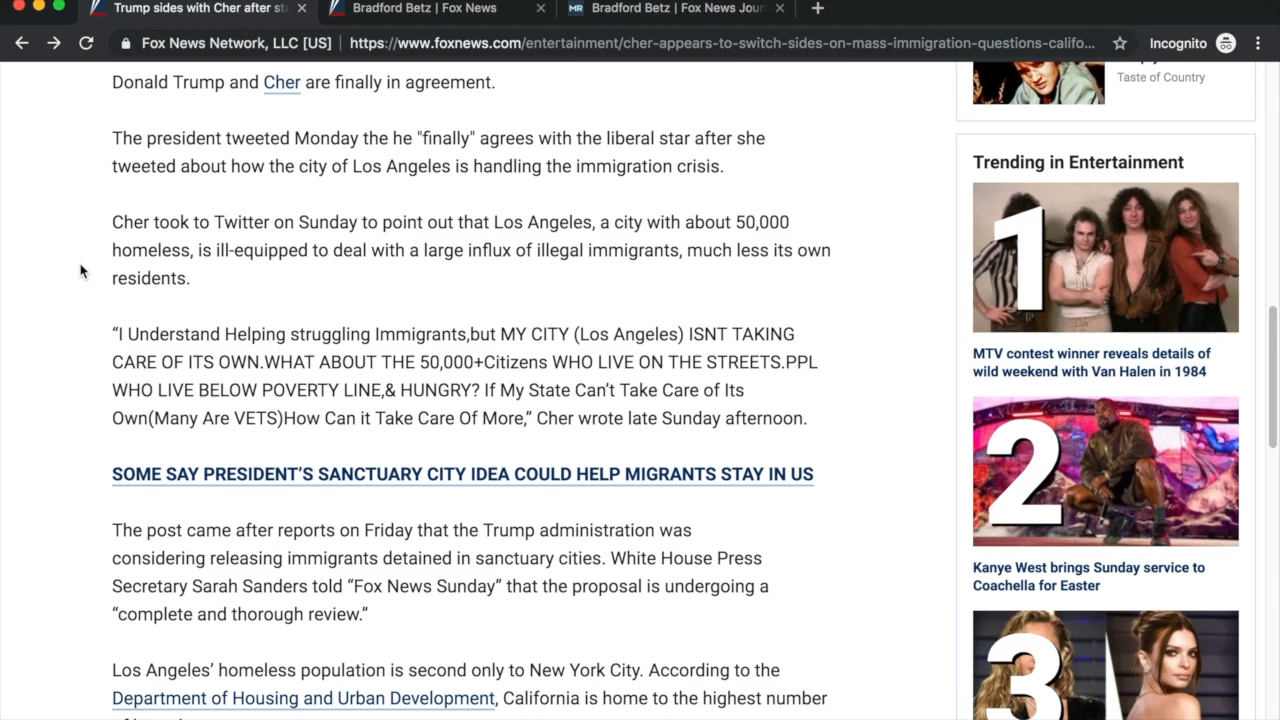 Trump sides with Cher after sta
Bradford Betz | Fox News
MR Bradford Betz | Fox News Jour
Fox News Network, LLC [US] | https://www.foxnews.com/entertainment/cher-appears-to-switch-sides-on-mass-immigration-questions-califo...
Incognito
Donald Trump and Cher are finally in agreement.
The president tweeted Monday the he "finally" agrees with the liberal star after she
tweeted about how the city of Los Angeles is handling the immigration crisis.
Cher took to Twitter on Sunday to point out that Los Angeles, a city with about 50,000
homeless, is ill-equipped to deal with a large influx of illegal immigrants, much less its own
residents.
“I Understand Helping struggling Immigrants,but MY CITY (Los Angeles) ISNT TAKING
CARE OF ITS OWN.WHAT ABOUT THE 50,000+Citizens WHO LIVE ON THE STREETS.PPL
WHO LIVE BELOW POVERTY LINE,& HUNGRY? If My State Can’t Take Care of Its
Own(Many Are VETS)How Can it Take Care Of More,” Cher wrote late Sunday afternoon.
SOME SAY PRESIDENT’S SANCTUARY CITY IDEA COULD HELP MIGRANTS STAY IN US
The post came after reports on Friday that the Trump administration was
considering releasing immigrants detained in sanctuary cities. White House Press
Secretary Sarah Sanders told “Fox News Sunday” that the proposal is undergoing a
“complete and thorough review.”
Los Angeles’ homeless population is second only to New York City. According to the
Department of Housing and Urban Development, California is home to the highest number
Taste of Country
Trending in Entertainment
1
MTV contest winner reveals details of
wild weekend with Van Halen in 1984
2
Kanye West brings Sunday service to
Coachella for Easter
3